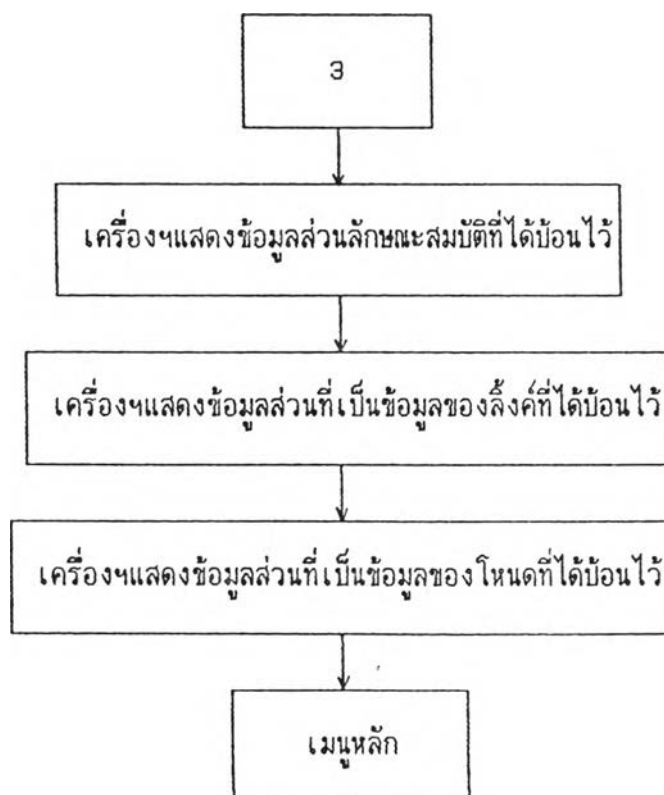 3
เครื่องฯแสดงข้อมูลส่วนลักษณะสมบัติที่ได้ป้อนไว้
เครื่องฯแสดงข้อมูลส่วนที่เป็นข้อมูลของลิ้งค์ที่ได้ป้อนไว้
เครื่องฯแสดงข้อมูลส่วนที่เป็นข้อมูลของโหนดที่ได้ป้อนไว้
เมนูหลัก